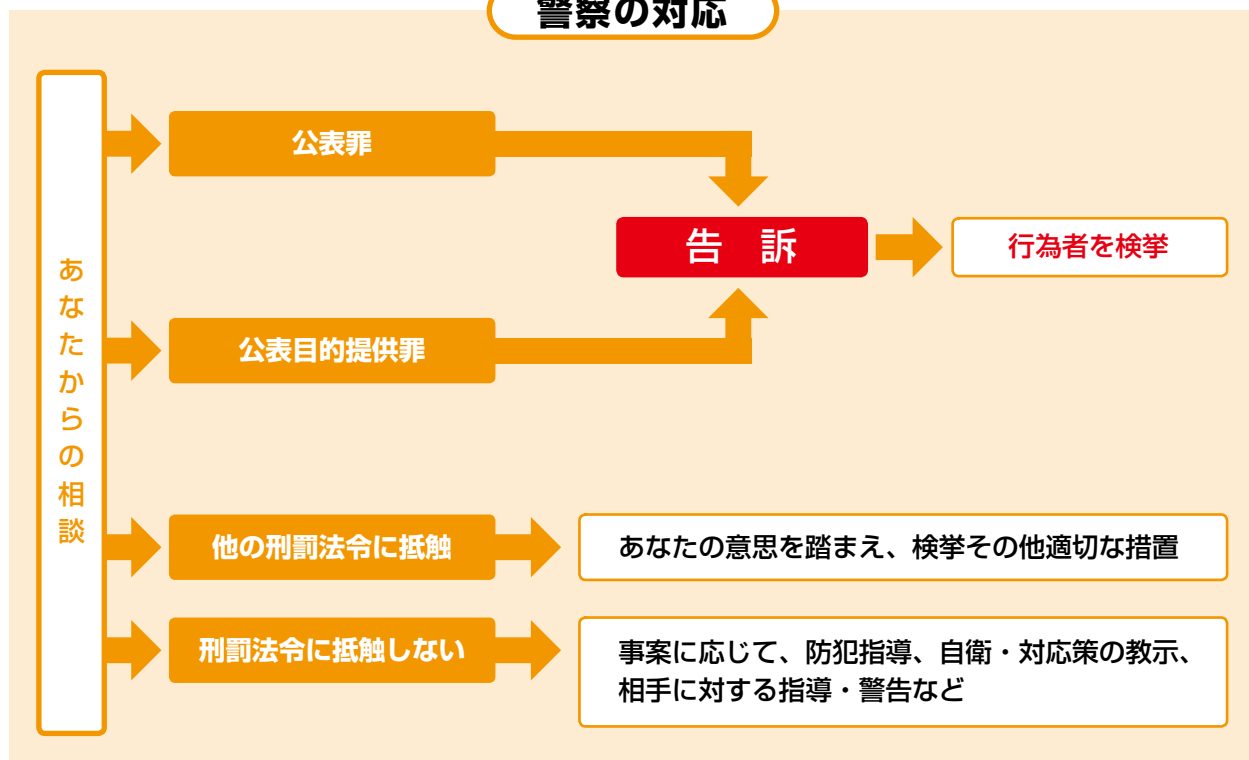 警察の対応
あなたからの相談
公表罪
告訴
行為者を検挙
公表目的提供罪
他の刑罰法令に抵触
あなたの意思を踏まえ、検挙その他適切な措置
刑罰法令に抵触しない
事案に応じて、防犯指導、自衛・対応策の教示、
相手に対する指導・警告など